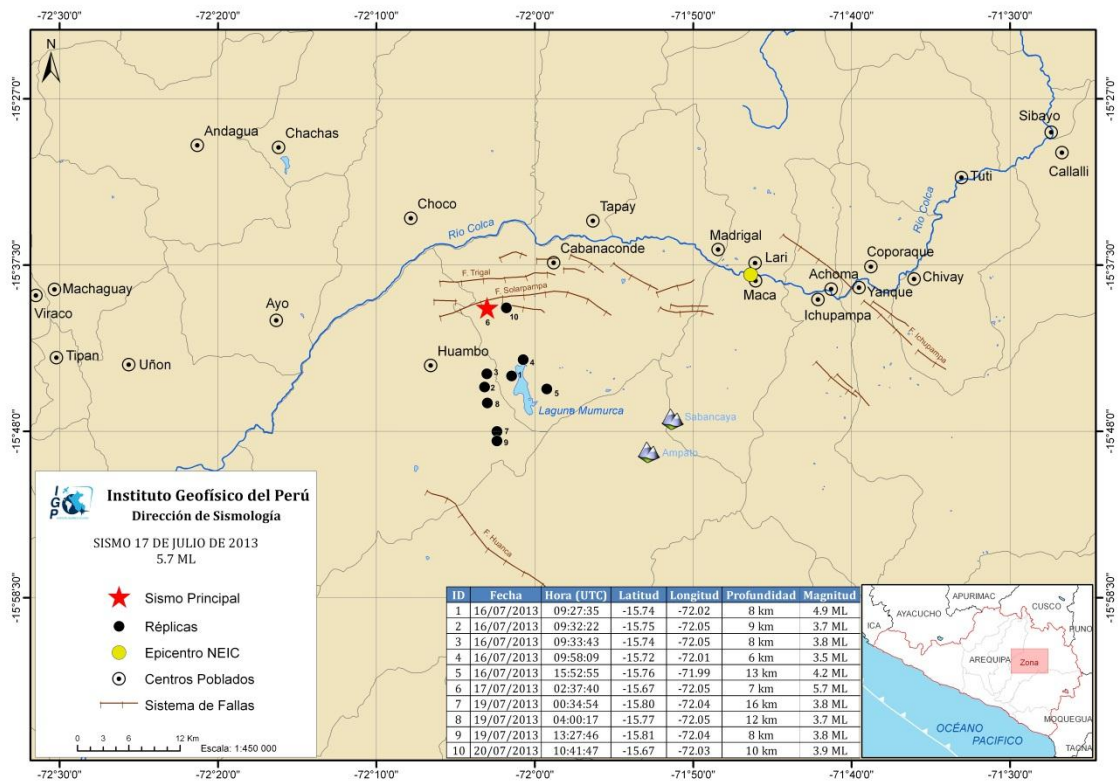 -72°30'0"
-72°20'0"
-72°10'0"
-72°0'0"
-71°50'0"
-71°40'0"
-71°30'0"
N
-15°27'0"
-15°27'0"
Sibayo
Andagua
Chachas
Callalli
Tuti
Choco
Tapay
Rio Colca
Rio Colca
Madrigal
Cabanaconde
Lari
Coporaque
-15°37'30"
-15°37'30"
F. Trigal
Achoma
Chivay
Machaguay
F. Solarpampa
Maca
Yanque
Viraco
Ichupampa
Ayo
6
10
F. Ichupampa
Tipan
Uñon
Huambo
4
3
1
2
5
8
Laguna Mumurca
Sabancaya
-15°48'0"
-15°48'0"
7
9
Ampato
F. Huanca
IGP
Instituto Geofísico del Perú
Dirección de Sismología
SISMO 17 DE JULIO DE 2013
5.7 ML
Sismo Principal
Réplicas
Epicentro NEIC
Centros Poblados
Sistema de Fallas
0 3 6 12 Km
Escala: 1:450 000
-15°58'30"
-15°58'30"
ID Fecha Hora (UTC) Latitud Longitud Profundidad Magnitud
1 16/07/2013 09:27:35 -15.74 -72.02 8 km 4.9 ML
2 16/07/2013 09:32:22 -15.75 -72.05 9 km 3.7 ML
3 16/07/2013 09:33:43 -15.74 -72.05 8 km 3.8 ML
4 16/07/2013 09:58:09 -15.72 -72.01 6 km 3.5 ML
5 16/07/2013 15:52:55 -15.76 -71.99 13 km 4.2 ML
6 17/07/2013 02:37:40 -15.67 -72.05 7 km 5.7 ML
7 19/07/2013 00:34:54 -15.80 -72.04 16 km 3.8 ML
8 19/07/2013 04:00:17 -15.77 -72.05 12 km 3.7 ML
9 19/07/2013 13:27:46 -15.81 -72.04 8 km 3.8 ML
10 20/07/2013 10:41:47 -15.67 -72.03 10 km 3.9 ML
APURIMAC
CUSCO
AYACUCHO
PUNO
ICA
AREQUIPA
Zona
MOQUEGUA
OCÉANO
PACIFICO
TACNA
-72°30'0"
-72°20'0"
-72°10'0"
-72°0'0"
-71°50'0"
-71°40'0"
-71°30'0"